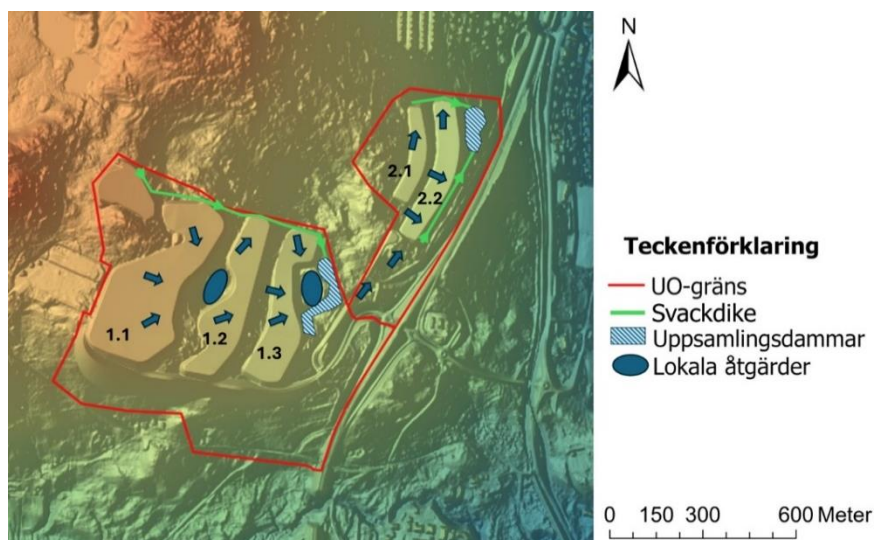 N
2.1
2.2
1.1
1.2
1.3
Teckenförklaring
UO-gräns
Svackdike
Uppsamlingsdammar
Lokala åtgärder
0 150 300 600 Meter